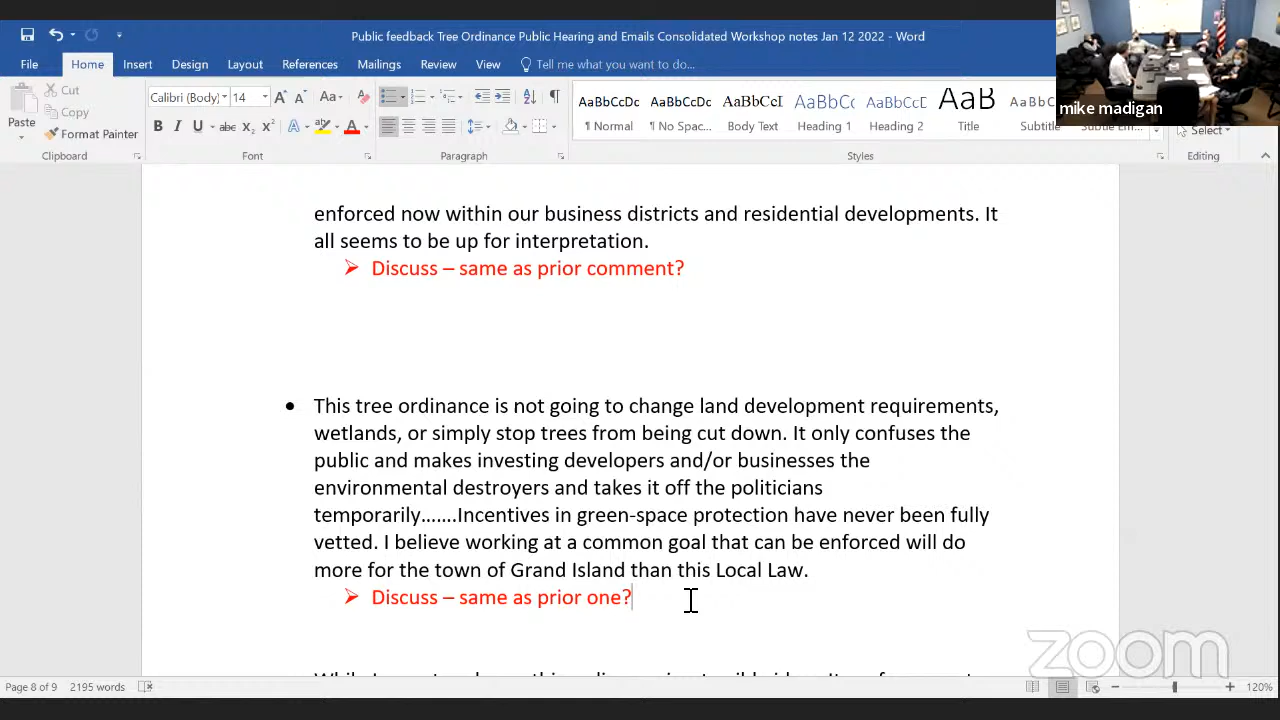 Public feedback Tree Ordinance Public Hearing and Emails Consolidated Workshop notes Jan 12 2022 - Word
File Home Insert Design Layout References Mailings Review View Tell me what you want to do...
mike madigan
Paste
Cut
Copy
Format Painter
Calibri (Body) 14
Clipboard Font Paragraph Styles Editing
AaBbCcDc AaBbCcDc AaBbCcI AaBbCc AaBbCcD AaB AaBbCc
¶ Normal ¶ No Spac... Body Text Heading 1 Heading 2 Title Subtitle Subtle Em...
Select
enforced now within our business districts and residential developments. It
all seems to be up for interpretation.
➢ Discuss – same as prior comment?
• This tree ordinance is not going to change land development requirements,
wetlands, or simply stop trees from being cut down. It only confuses the
public and makes investing developers and/or businesses the
environmental destroyers and takes it off the politicians
temporarily…….Incentives in green-space protection have never been fully
vetted. I believe working at a common goal that can be enforced will do
more for the town of Grand Island than this Local Law.
➢ Discuss – same as prior one?
zoom
Page 8 of 9 2195 words 120%